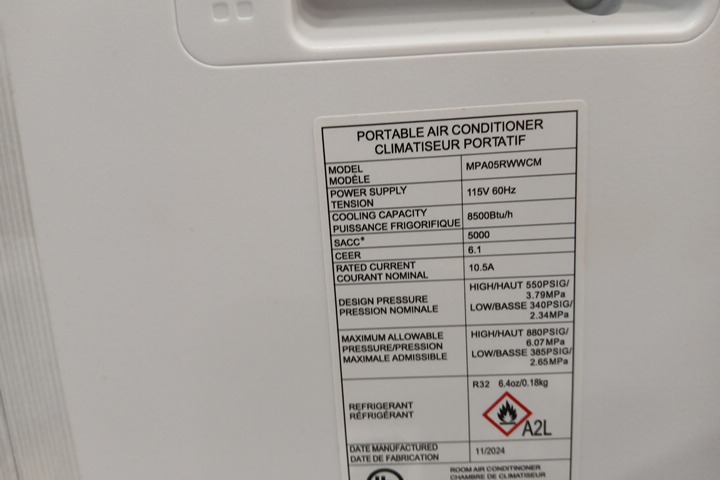 PORTABLE AIR CONDITIONER
CLIMATISEUR PORTATIF
MODEL
MODÈLE
MPA05RWWCM
POWER SUPPLY
TENSION
115V 60Hz
COOLING CAPACITY
PUISSANCE FRIGORIFIQUE
8500Btu/h
SACC*
5000
CEER
6.1
RATED CURRENT
COURANT NOMINAL
10.5A
DESIGN PRESSURE
PRESSION NOMINALE
HIGH/HAUT 550PSIG/
3.79MPa
LOW/BASSE 340PSIG/
2.34MPa
MAXIMUM ALLOWABLE
PRESSURE/PRESSION
MAXIMALE ADMISSIBLE
HIGH/HAUT 880PSIG/
6.07MPa
LOW/BASSE 385PSIG/
2.65MPa
REFRIGERANT
RÉFRIGÉRANT
R32 6.4oz/0.18kg
A2L
DATE MANUFACTURED
DATE DE FABRICATION
11/2024
ROOM AIR CONDITINONER
CHAMBRE DE CLIMATISEUR